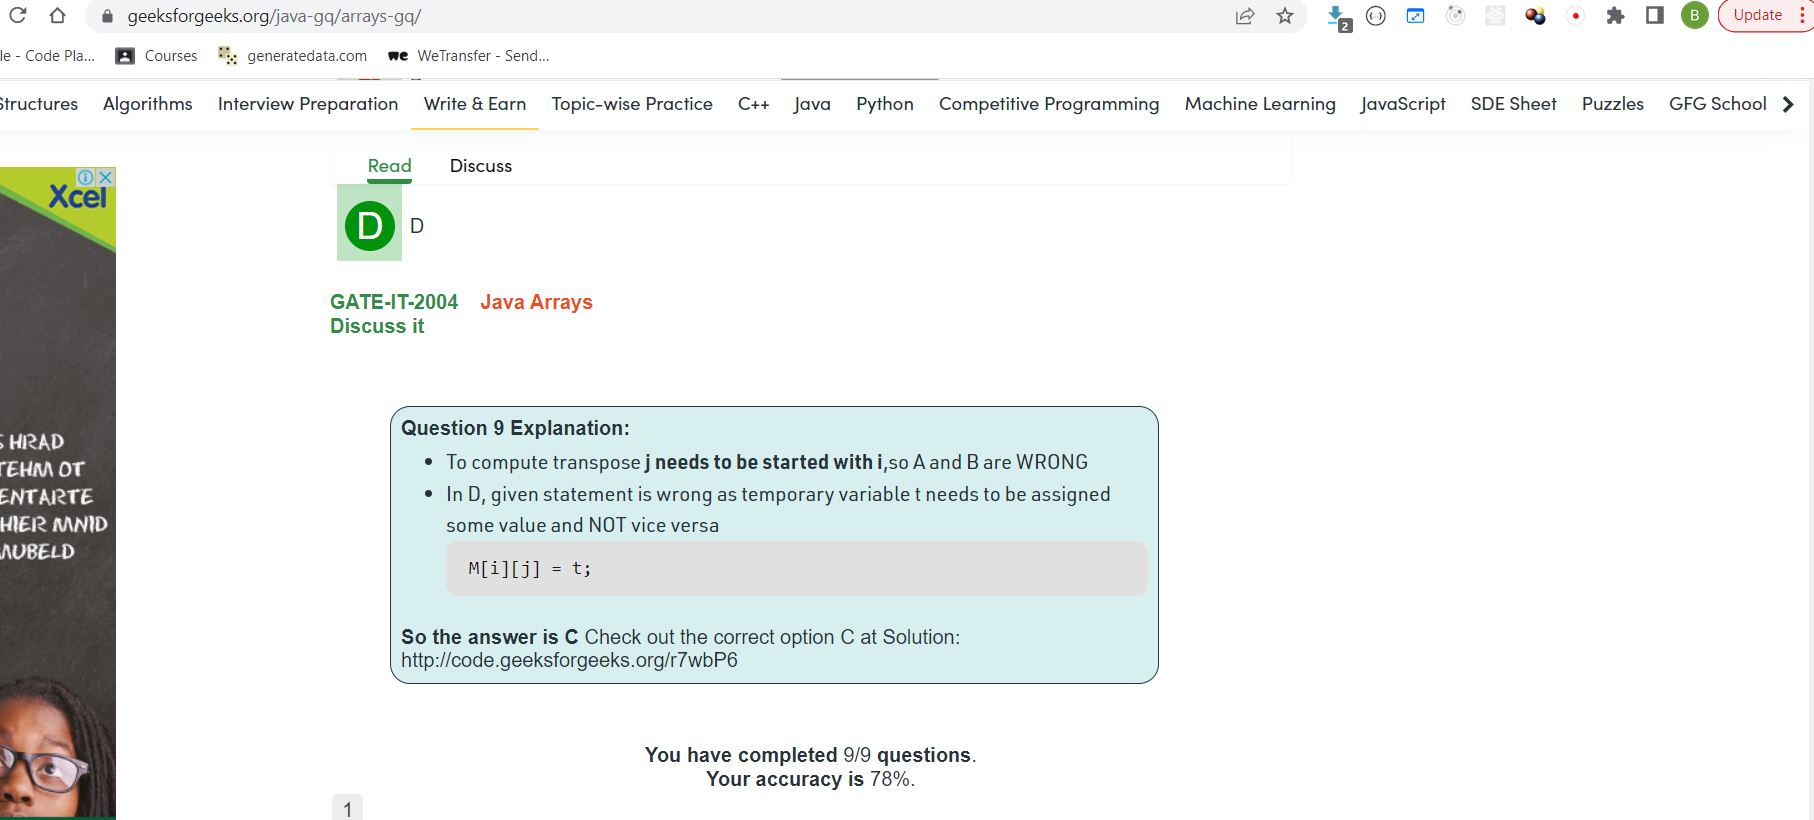 geeksforgeeks.org/java-gq/arrays-gq/
2
B
Update
le - Code Pla...
Courses
generatedata.com
we WeTransfer - Send...
Structures Algorithms Interview Preparation Write & Earn Topic-wise Practice C++ Java Python Competitive Programming Machine Learning JavaScript SDE Sheet Puzzles GFG School
Read Discuss
Xcel
D D
GATE-IT-2004 Java Arrays
Discuss it
Question 9 Explanation:
To compute transpose j needs to be started with i,so A and B are WRONG
S HRAD
TEHM OT
In D, given statement is wrong as temporary variable t needs to be assigned
ENTARTE
some value and NOT vice versa
HIER MNID
AUBELD
M[i][j] = t;
So the answer is C Check out the correct option C at Solution:
http://code.geeksforgeeks.org/r7wbP6
You have completed 9/9 questions.
Your accuracy is 78%.
1